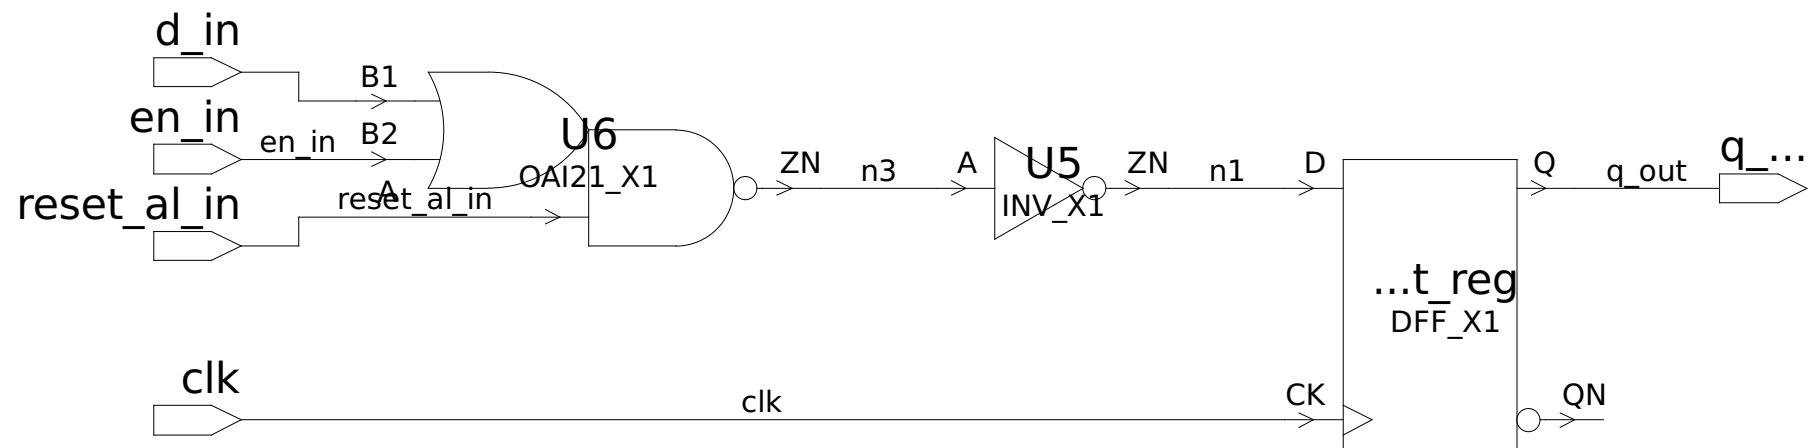 d_in
B1
en_in
en_in
B2
U6
OAI21_X1
A
reset_al_in
reset_al_in
ZN
n3
A
U5
INV_X1
ZN
n1
D
Q
q_out
q_...
...t_reg
DFF_X1
clk
clk
CK
QN